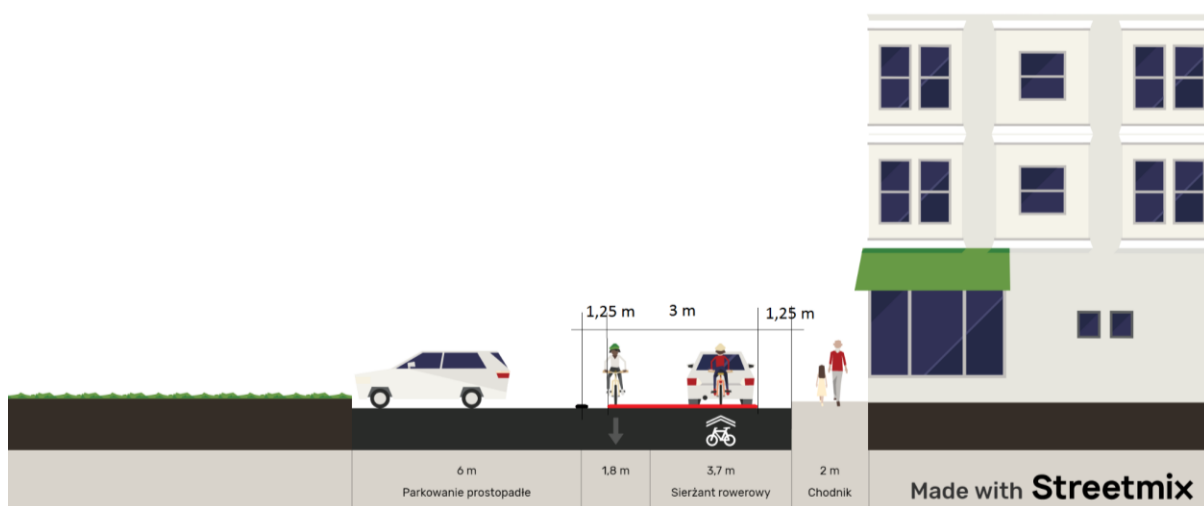 1,25 m 3 m 1,25 m
6 m 1,8 m 3,7 m 2 m
Parkowanie prostopadłe Sierżant rowerowy Chodnik
Made with Streetmix